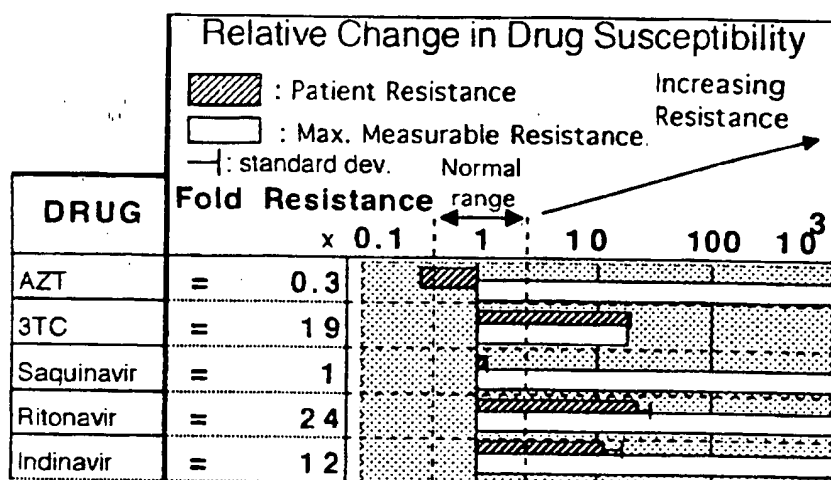 Relative Change in Drug Susceptibility
: Patient Resistance
Increasing
Resistance
: Max. Measurable Resistance
: standard dev.
Normal
range
DRUG
Fold Resistance
x 0.1 1 10 100 10³
AZT = 0.3
3TC = 19
Saquinavir = 1
Ritonavir = 24
Indinavir = 12